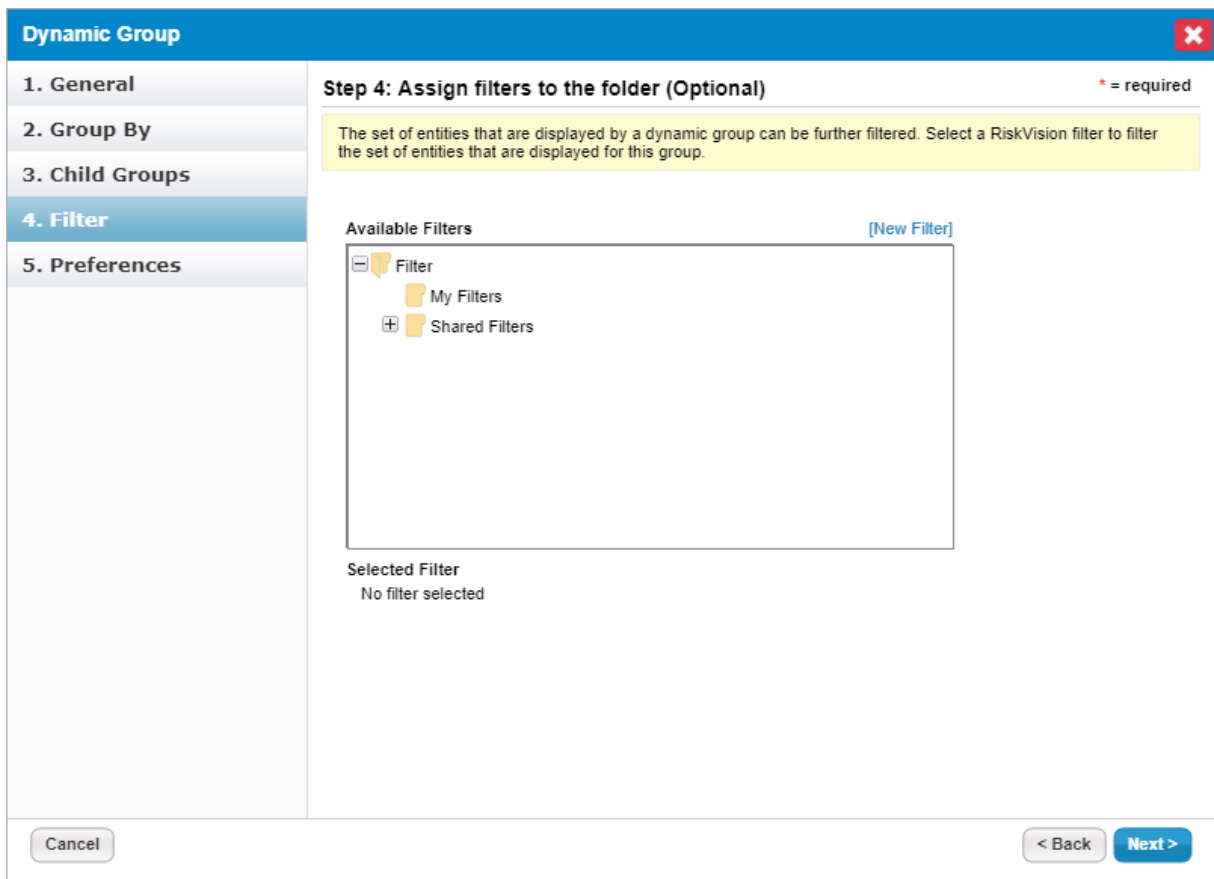 Dynamic Group
1. General
2. Group By
3. Child Groups
4. Filter
5. Preferences
Step 4: Assign filters to the folder (Optional)
* = required
The set of entities that are displayed by a dynamic group can be further filtered. Select a RiskVision filter to filter
the set of entities that are displayed for this group.
Available Filters
[New Filter]
Filter
My Filters
Shared Filters
Selected Filter
No filter selected
Cancel
< Back
Next >